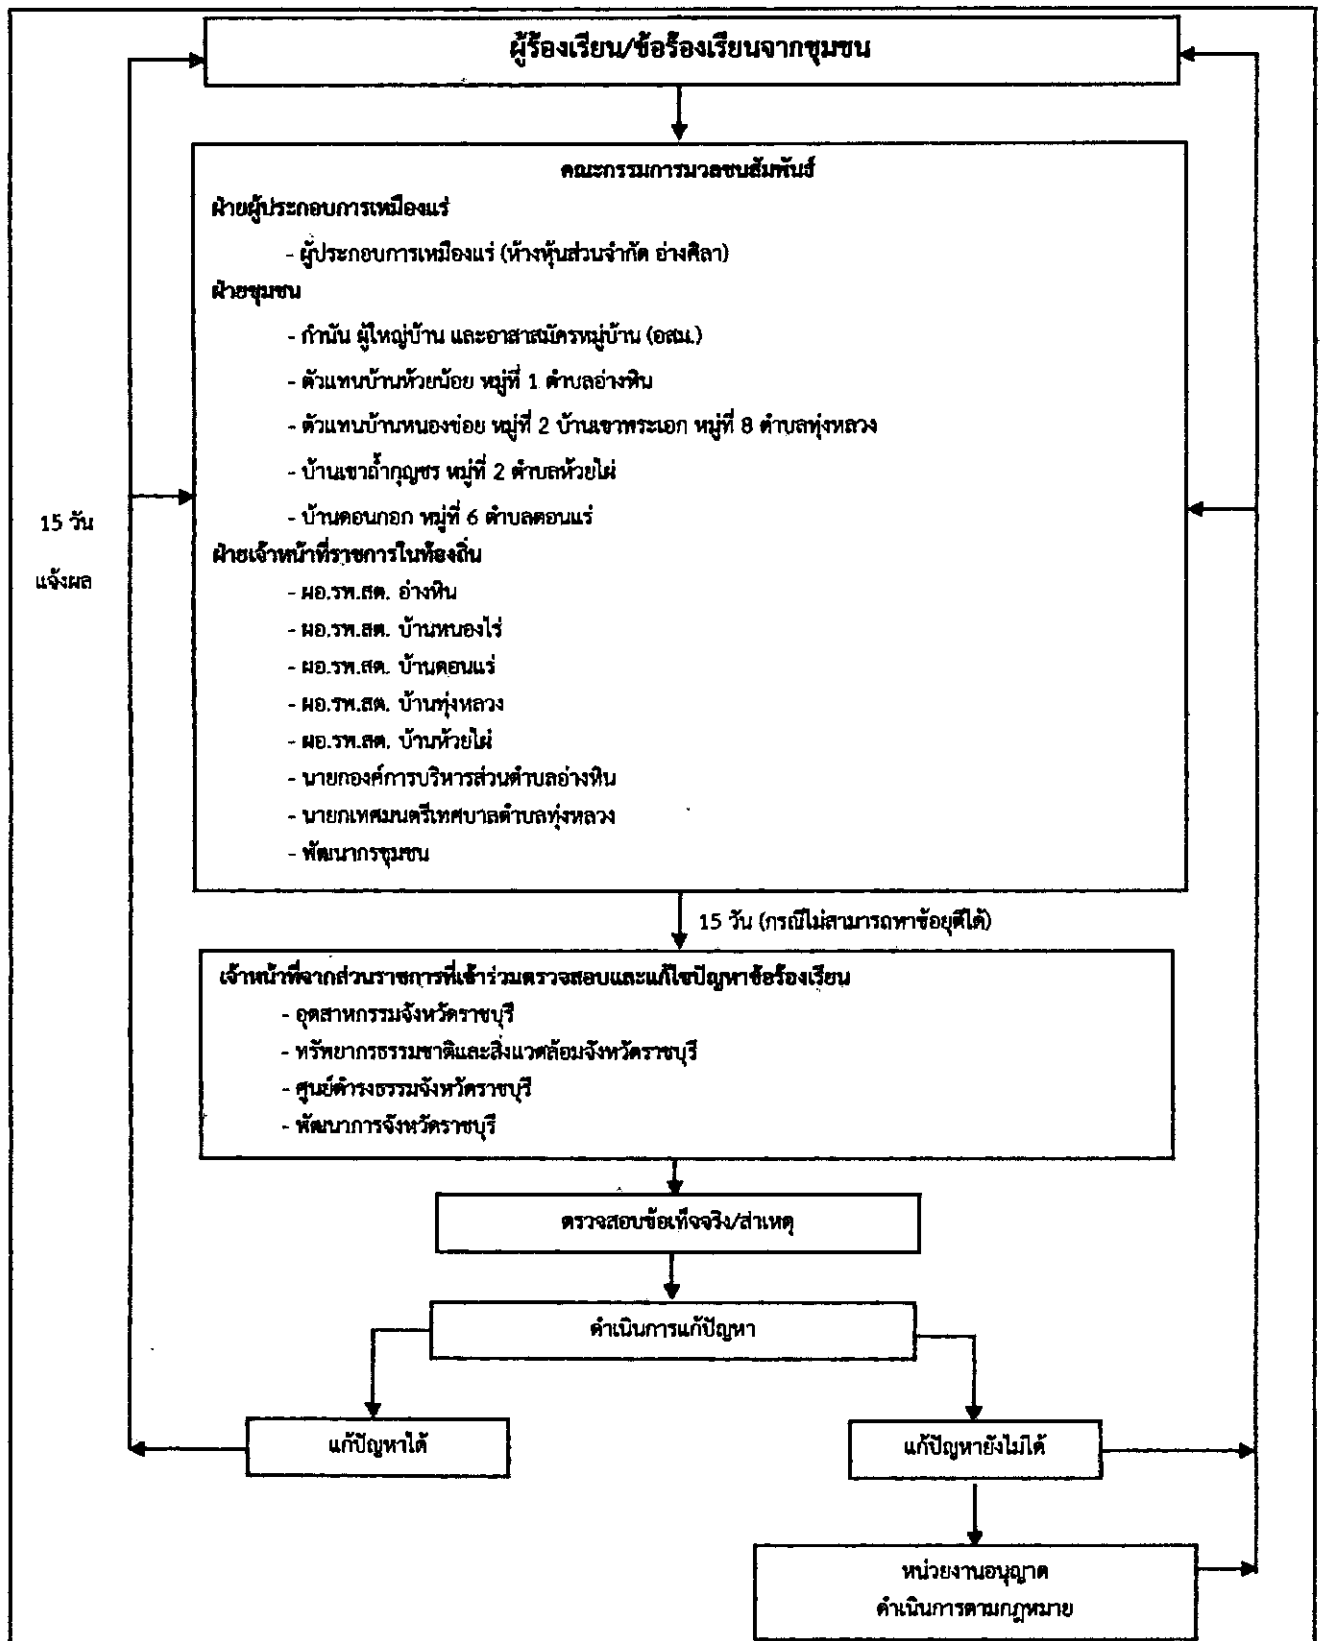 ผู้ร้องเรียน/ข้อร้องเรียนจากชุมชน
คณะกรรมการมวลชนสัมพันธ์
ฝ่ายผู้ประกอบการเหมืองแร่
- ผู้ประกอบการเหมืองแร่ (ห้างหุ้นส่วนจำกัด อ่างศิลา)
ฝ่ายชุมชน
- กำนัน ผู้ใหญ่บ้าน และอาสาสมัครหมู่บ้าน (อสม.)
- ตัวแทนบ้านห้วยน้อย หมู่ที่ 1 ตำบลอ่างหิน
- ตัวแทนบ้านหนองข่อย หมู่ที่ 2 บ้านเขาพระเอก หมู่ที่ 8 ตำบลทุ่งหลวง
- บ้านเขาถ้ำกุญชร หมู่ที่ 2 ตำบลห้วยไผ่
- บ้านดอนกอก หมู่ที่ 6 ตำบลดอนแร่
15 วัน
แจ้งผล
ฝ่ายเจ้าหน้าที่ราชการในท้องถิ่น
- ผอ.รพ.สต. อ่างหิน
- ผอ.รพ.สต. บ้านหนองไร่
- ผอ.รพ.สต. บ้านดอนแร่
- ผอ.รพ.สต. บ้านทุ่งหลวง
- ผอ.รพ.สต. บ้านห้วยไผ่
- นายกองค์การบริหารส่วนตำบลอ่างหิน
- นายกเทศมนตรีเทศบาลตำบลทุ่งหลวง
- พัฒนากรชุมชน
15 วัน (กรณีไม่สามารถหาข้อยุติได้)
เจ้าหน้าที่จากส่วนราชการที่เข้าร่วมตรวจสอบและแก้ไขปัญหาข้อร้องเรียน
- อุตสาหกรรมจังหวัดราชบุรี
- ทรัพยากรธรรมชาติและสิ่งแวดล้อมจังหวัดราชบุรี
- ศูนย์ดำรงธรรมจังหวัดราชบุรี
- พัฒนาการจังหวัดราชบุรี
ตรวจสอบข้อเท็จจริง/สาเหตุ
ดำเนินการแก้ปัญหา
แก้ปัญหาได้
แก้ปัญหายังไม่ได้
หน่วยงานอนุญาต
ดำเนินการตามกฎหมาย